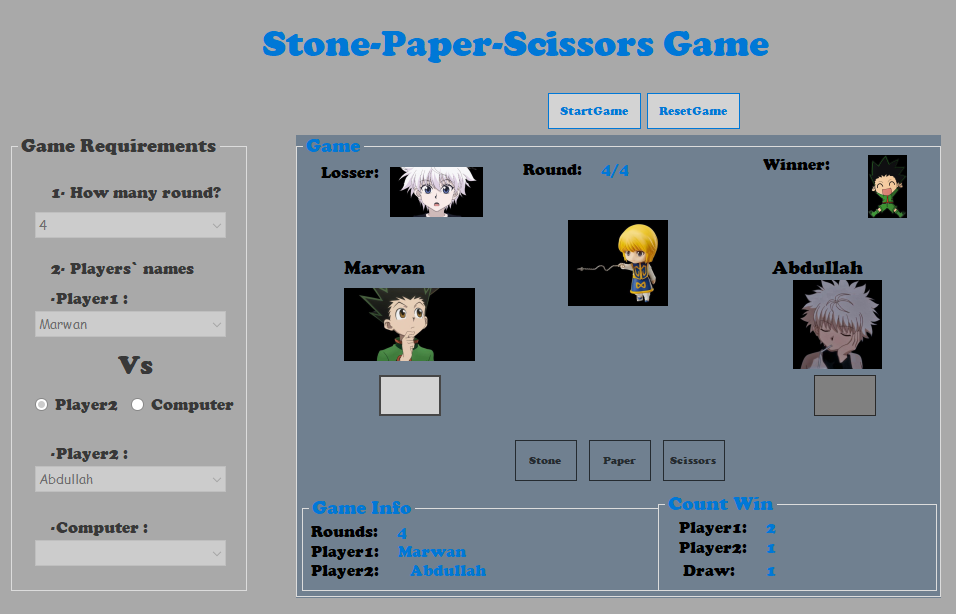 Stone-Paper-Scissors Game
StartGame
ResetGame
Game Requirements
1- How many round?
4
2- Players` names
-Player1 :
Marwan
Vs
Player2
Computer
-Player2 :
Abdullah
-Computer :
Game
Losser:
Round: 4/4
Winner:
Marwan
Abdullah
Stone
Paper
Scissors
Game Info
Rounds: 4
Player1: Marwan
Player2: Abdullah
Count Win
Player1: 2
Player2: 1
Draw: 1